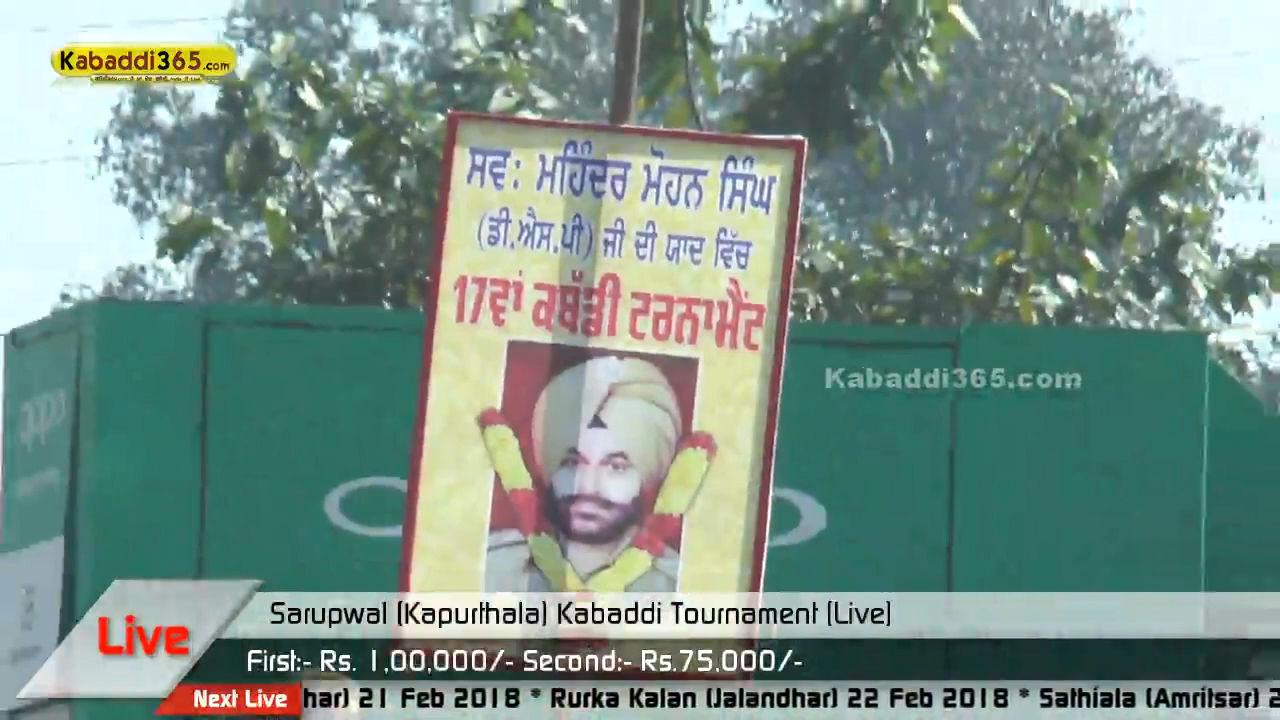 Kabaddi365.com
ਸਵ: ਮਹਿੰਦਰ ਮੋਹਨ ਸਿੰਘ
(ਡੀ.ਐਸ.ਪੀ) ਜੀ ਦੀ ਯਾਦ ਵਿੱਚ
17ਵਾਂ ਕਬੱਡੀ ਟਰਨਾਮੈਂਟ
Kabaddi365.com
oppo
Live
Sarupwal (Kapurthala) Kabaddi Tournament (Live)
First:- Rs. 1,00,000/- Second:- Rs.75,000/-
Next Live
har) 21 Feb 2018 * Rurka Kalan (Jalandhar) 22 Feb 2018 * Sathiala (Amritsar) 2